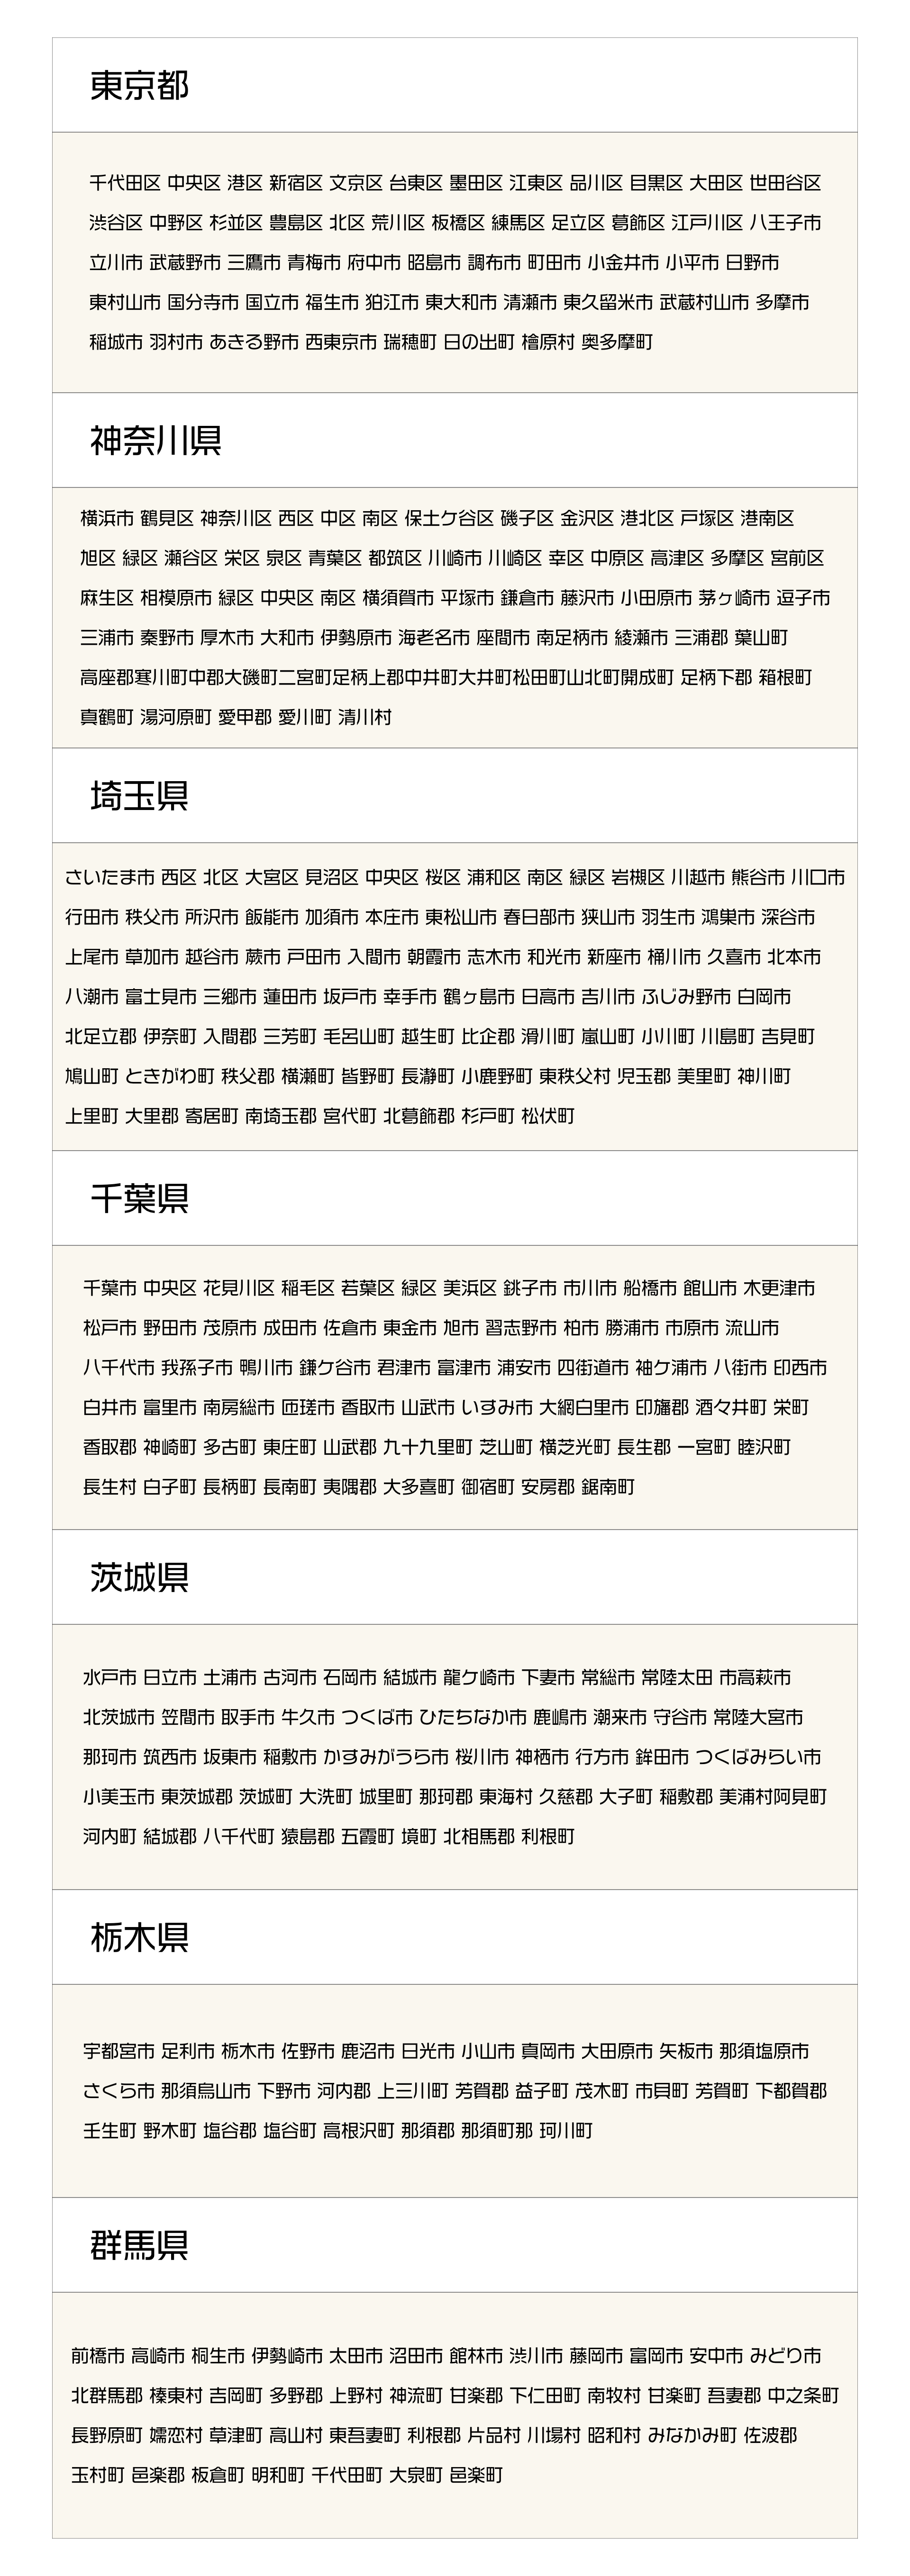 東京都
千代田区 中央区 港区 新宿区 文京区 台東区 墨田区 江東区 品川区 目黒区 大田区 世田谷区
渋谷区 中野区 杉並区 豊島区 北区 荒川区 板橋区 練馬区 足立区 葛飾区 江戸川区 八王子市
立川市 武蔵野市 三鷹市 青梅市 府中市 昭島市 調布市 町田市 小金井市 小平市 日野市
東村山市 国分寺市 国立市 福生市 狛江市 東大和市 清瀬市 東久留米市 武蔵村山市 多摩市
稲城市 羽村市 あきる野市 西東京市 瑞穂町 日の出町 檜原村 奥多摩町
神奈川県
横浜市 鶴見区 神奈川区 西区 中区 南区 保土ケ谷区 磯子区 金沢区 港北区 戸塚区 港南区
旭区 緑区 瀬谷区 栄区 泉区 青葉区 都筑区 川崎市 川崎区 幸区 中原区 高津区 多摩区 宮前区
麻生区 相模原市 緑区 中央区 南区 横須賀市 平塚市 鎌倉市 藤沢市 小田原市 茅ヶ崎市 逗子市
三浦市 秦野市 厚木市 大和市 伊勢原市 海老名市 座間市 南足柄市 綾瀬市 三浦郡 葉山町
高座郡寒川町中郡大磯町二宮町足柄上郡中井町大井町松田町山北町開成町 足柄下郡 箱根町
真鶴町 湯河原町 愛甲郡 愛川町 清川村
埼玉県
さいたま市 西区 北区 大宮区 見沼区 中央区 桜区 浦和区 南区 緑区 岩槻区 川越市 熊谷市 川口市
行田市 秩父市 所沢市 飯能市 加須市 本庄市 東松山市 春日部市 狭山市 羽生市 鴻巣市 深谷市
上尾市 草加市 越谷市 蕨市 戸田市 入間市 朝霞市 志木市 和光市 新座市 桶川市 久喜市 北本市
八潮市 富士見市 三郷市 蓮田市 坂戸市 幸手市 鶴ヶ島市 日高市 吉川市 ふじみ野市 白岡市
北足立郡 伊奈町 入間郡 三芳町 毛呂山町 越生町 比企郡 滑川町 嵐山町 小川町 川島町 吉見町
鳩山町 ときがわ町 秩父郡 横瀬町 皆野町 長瀞町 小鹿野町 東秩父村 児玉郡 美里町 神川町
上里町 大里郡 寄居町 南埼玉郡 宮代町 北葛飾郡 杉戸町 松伏町
千葉県
千葉市 中央区 花見川区 稲毛区 若葉区 緑区 美浜区 銚子市 市川市 船橋市 館山市 木更津市
松戸市 野田市 茂原市 成田市 佐倉市 東金市 旭市 習志野市 柏市 勝浦市 市原市 流山市
八千代市 我孫子市 鴨川市 鎌ケ谷市 君津市 富津市 浦安市 四街道市 袖ケ浦市 八街市 印西市
白井市 富里市 南房総市 匝瑳市 香取市 山武市 いすみ市 大網白里市 印旛郡 酒々井町 栄町
香取郡 神崎町 多古町 東庄町 山武郡 九十九里町 芝山町 横芝光町 長生郡 一宮町 睦沢町
長生村 白子町 長柄町 長南町 夷隅郡 大多喜町 御宿町 安房郡 鋸南町
茨城県
水戸市 日立市 土浦市 古河市 石岡市 結城市 龍ケ崎市 下妻市 常総市 常陸太田 市高萩市
北茨城市 笠間市 取手市 牛久市 つくば市 ひたちなか市 鹿嶋市 潮来市 守谷市 常陸大宮市
那珂市 筑西市 坂東市 稲敷市 かすみがうら市 桜川市 神栖市 行方市 鉾田市 つくばみらい市
小美玉市 東茨城郡 茨城町 大洗町 城里町 那珂郡 東海村 久慈郡 大子町 稲敷郡 美浦村阿見町
河内町 結城郡 八千代町 猿島郡 五霞町 境町 北相馬郡 利根町
栃木県
宇都宮市 足利市 栃木市 佐野市 鹿沼市 日光市 小山市 真岡市 大田原市 矢板市 那須塩原市
さくら市 那須烏山市 下野市 河内郡 上三川町 芳賀郡 益子町 茂木町 市貝町 芳賀町 下都賀郡
壬生町 野木町 塩谷郡 塩谷町 高根沢町 那須郡 那須町那 珂川町
群馬県
前橋市 高崎市 桐生市 伊勢崎市 太田市 沼田市 館林市 渋川市 藤岡市 富岡市 安中市 みどり市
北群馬郡 榛東村 吉岡町 多野郡 上野村 神流町 甘楽郡 下仁田町 南牧村 甘楽町 吾妻郡 中之条町
長野原町 嬬恋村 草津町 高山村 東吾妻町 利根郡 片品村 川場村 昭和村 みなかみ町 佐波郡
玉村町 邑楽郡 板倉町 明和町 千代田町 大泉町 邑楽町